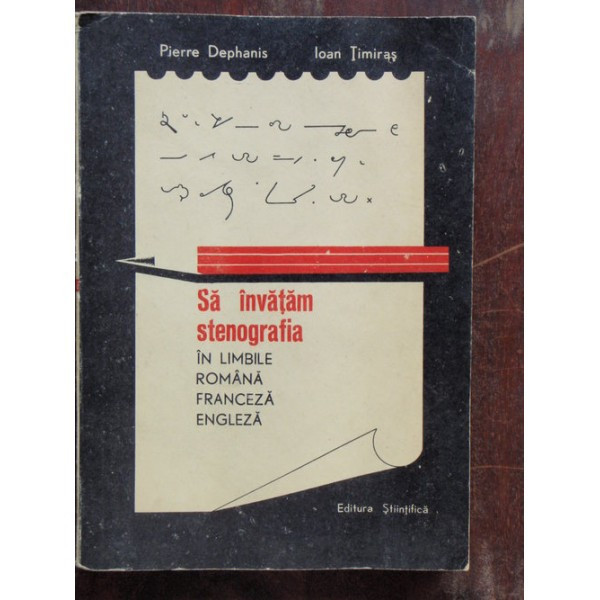 Pierre Dephanis Ioan Țimiraș
Să învățăm
stenografia
ÎN LIMBILE
ROMÂNĂ
FRANCEZĂ
ENGLEZĂ
Editura Științifică